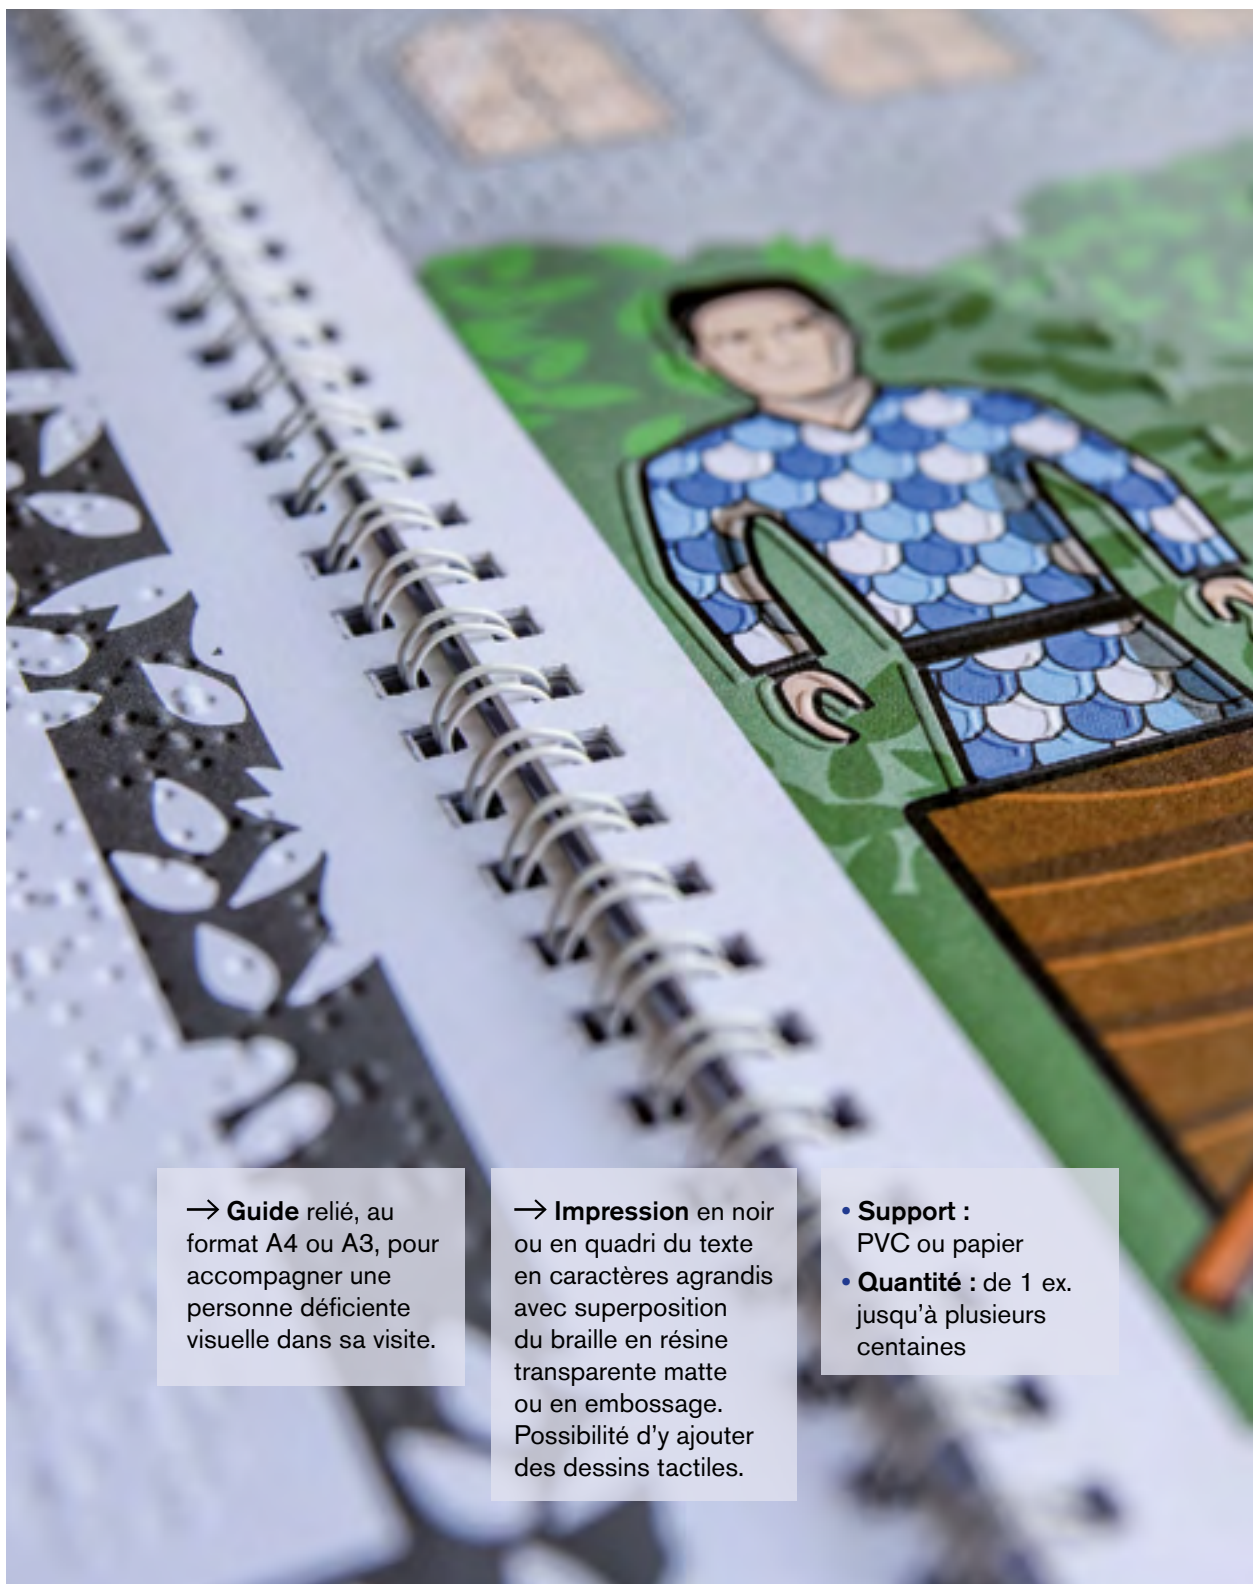 → Guide relié, au
format A4 ou A3, pour
accompagner une
personne déficiente
visuelle dans sa visite.
→ Impression en noir
ou en quadri du texte
en caractères agrandis
avec superposition
du braille en résine
transparente matte
ou en embossage.
Possibilité d'y ajouter
des dessins tactiles.
• Support :
PVC ou papier
• Quantité : de 1 ex.
jusqu'à plusieurs
centaines